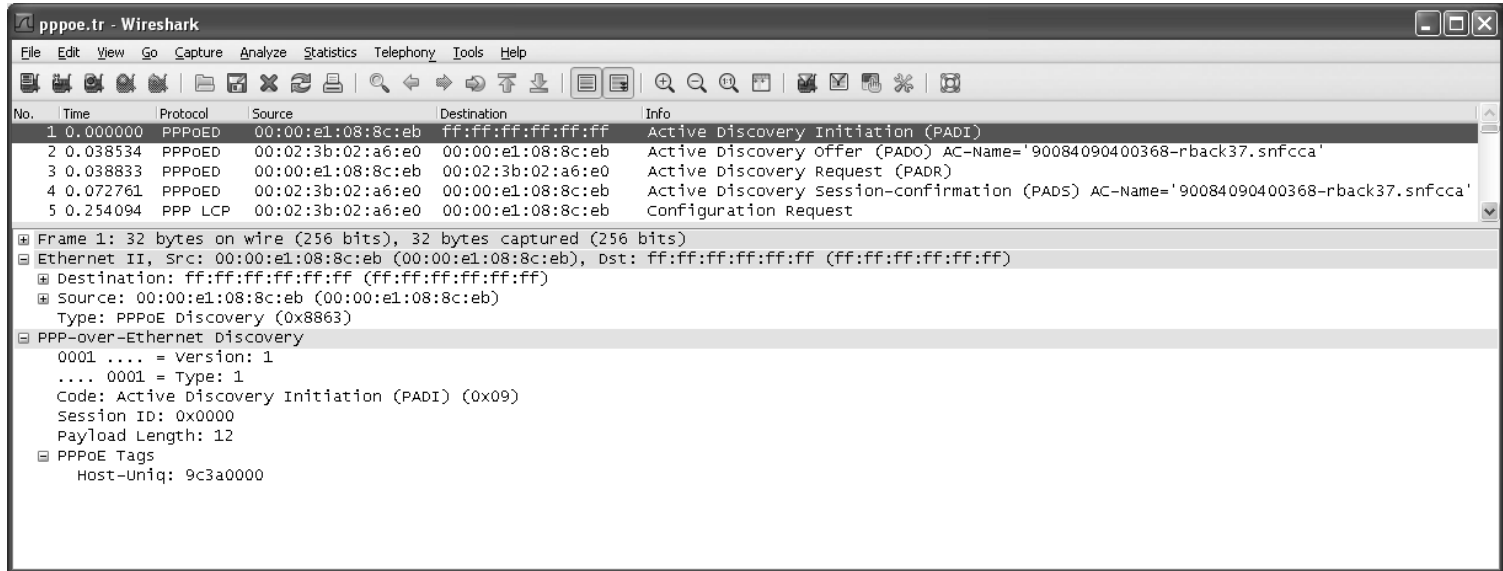 pppoe.tr - Wireshark
File Edit View Go Capture Analyze Statistics Telephony Tools Help
No. Time Protocol Source Destination Info
1 0.000000 PPPoED 00:00:e1:08:8c:eb ff:ff:ff:ff:ff:ff Active Discovery Initiation (PADI)
2 0.038534 PPPoED 00:02:3b:02:a6:e0 00:00:e1:08:8c:eb Active Discovery Offer (PADO) AC-Name='90084090400368-rback37.snfcca'
3 0.038833 PPPoED 00:00:e1:08:8c:eb 00:02:3b:02:a6:e0 Active Discovery Request (PADR)
4 0.072761 PPPoED 00:02:3b:02:a6:e0 00:00:e1:08:8c:eb Active Discovery Session-confirmation (PADS) AC-Name='90084090400368-rback37.snfcca'
5 0.254094 PPP LCP 00:02:3b:02:a6:e0 00:00:e1:08:8c:eb Configuration Request
Frame 1: 32 bytes on wire (256 bits), 32 bytes captured (256 bits)
Ethernet II, Src: 00:00:e1:08:8c:eb (00:00:e1:08:8c:eb), Dst: ff:ff:ff:ff:ff:ff (ff:ff:ff:ff:ff:ff)
Destination: ff:ff:ff:ff:ff:ff (ff:ff:ff:ff:ff:ff)
Source: 00:00:e1:08:8c:eb (00:00:e1:08:8c:eb)
Type: PPPoE Discovery (0x8863)
PPP-over-Ethernet Discovery
0001 .... = Version: 1
.... 0001 = Type: 1
Code: Active Discovery Initiation (PADI) (0x09)
Session ID: 0x0000
Payload Length: 12
PPPoE Tags
Host-Uniq: 9c3a0000